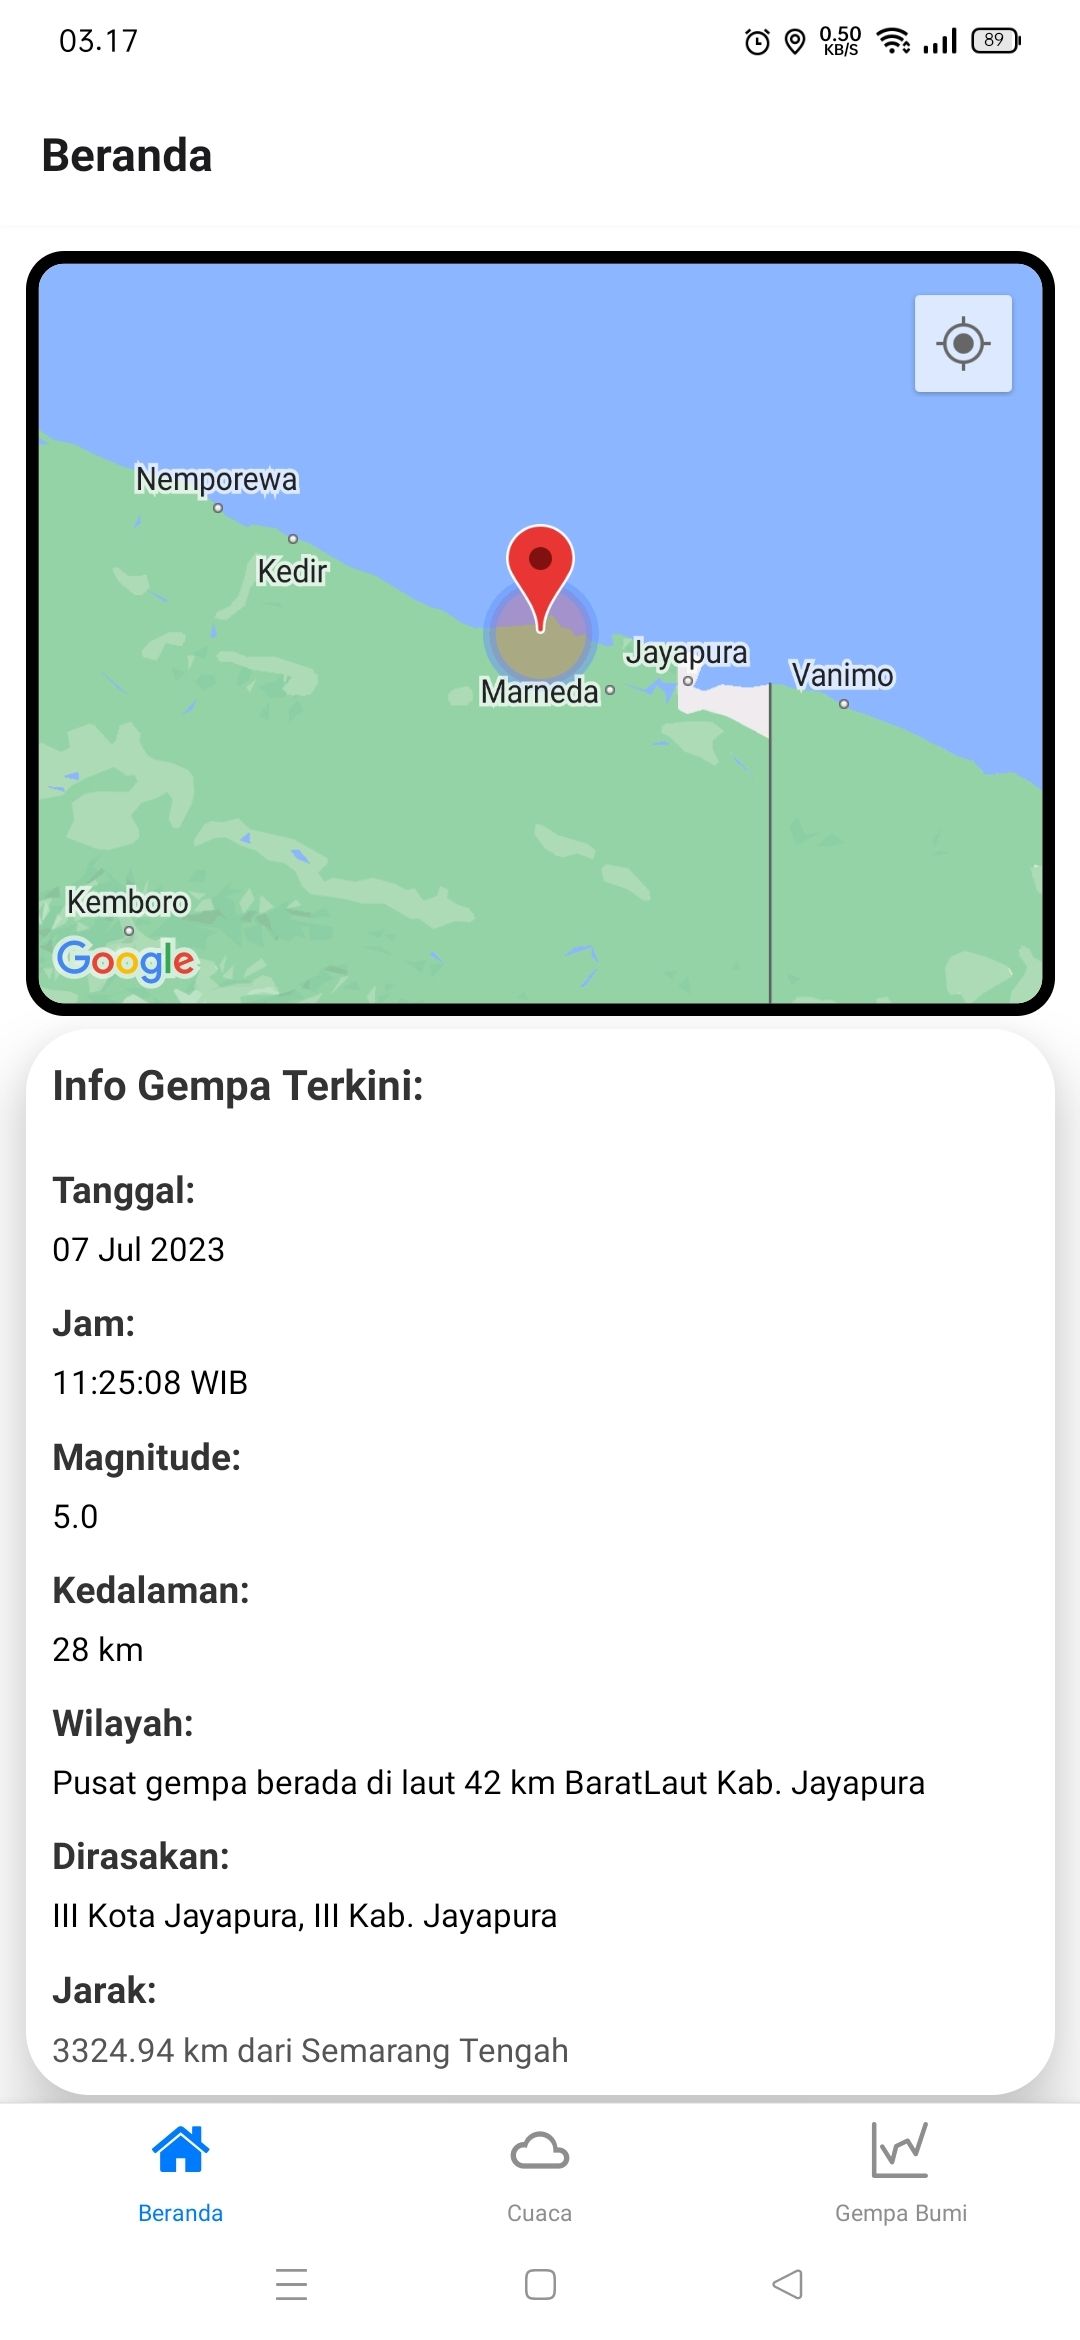 03.17
0.50
KB/S
89
Beranda
Nemporewa
Kedir
Jayapura
Vanimo
Marneda
Kemboro
Google
Info Gempa Terkini:
Tanggal:
07 Jul 2023
Jam:
11:25:08 WIB
Magnitude:
5.0
Kedalaman:
28 km
Wilayah:
Pusat gempa berada di laut 42 km BaratLaut Kab. Jayapura
Dirasakan:
III Kota Jayapura, III Kab. Jayapura
Jarak:
3324.94 km dari Semarang Tengah
Beranda
Cuaca
Gempa Bumi